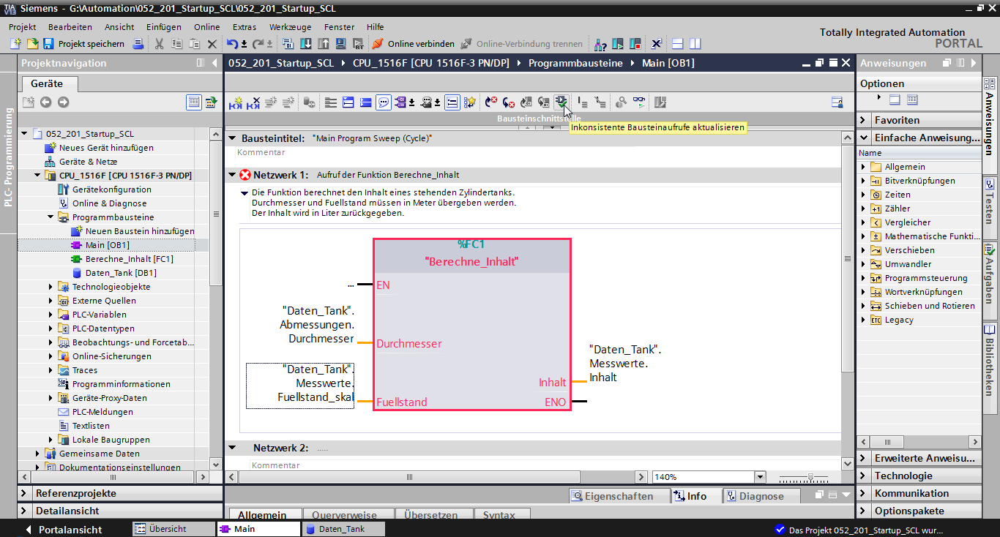 TIA V13
Siemens - G:\Automation\052_201_Startup_SCL\052_201_Startup_SCL
Projekt Bearbeiten Ansicht Einfügen Online Extras Werkzeuge Fenster Hilfe
Totally Integrated Automation
PORTAL
Projekt speichern
Online verbinden
Online-Verbindung trennen
Projektnavigation
052_201_Startup_SCL CPU_1516F [CPU 1516F-3 PN/DP] Programmbausteine Main [OB1]
Anweisungen
PLC- Programmierung
Geräte
052_201_Startup_SCL
Neues Gerät hinzufügen
Geräte & Netze
CPU_1516F [CPU 1516F-3 PN/DP]
Gerätekonfiguration
Online & Diagnose
Programmbausteine
Neuen Baustein hinzufügen
Main [OB1]
Berechne_Inhalt [FC1]
Daten_Tank [DB1]
Technologieobjekte
Externe Quellen
PLC-Variablen
PLC-Datentypen
Beobachtungs- und Forcetab...
Online-Sicherungen
Traces
Programminformationen
Geräte-Proxy-Daten
PLC-Meldungen
Textlisten
Lokale Baugruppen
Gemeinsame Daten
Dokumentationseinstellungen
Referenzprojekte
Detailansicht
Bausteinschnittstelle
Inkonsistente Bausteinaufrufe aktualisieren
Bausteintitel: "Main Program Sweep (Cycle)"
Kommentar
Netzwerk 1: Aufruf der Funktion Berechne_Inhalt
Die Funktion berechnet den Inhalt eines stehenden Zylindertanks.
Durchmesser und Fuellstand müssen in Meter übergeben werden.
Der Inhalt wird in Liter zurückgegeben.
%FC1
"Berechne_Inhalt"
... EN
"Daten_Tank".
Abmessungen.
Durchmesser
Durchmesser
"Daten_Tank".
Messwerte.
Inhalt
Inhalt
"Daten_Tank".
Messwerte.
Fuellstand_skal
Fuellstand
ENO
Netzwerk 2: .....
Kommentar
140%
Eigenschaften Info Diagnose
Allgemein Querverweise Übersetzen Syntax
Optionen
Favoriten
Einfache Anweisung...
Name
Allgemein
Bitverknüpfungen
Zeiten
Zähler
Vergleicher
Mathematische Funkti...
Verschieben
Umwandler
Programmsteuerung
Wortverknüpfungen
Schieben und Rotieren
Legacy
Erweiterte Anweisu...
Technologie
Kommunikation
Optionspakete
Anweisungen
Testen
Aufgaben
Bibliotheken
Portalansicht
Übersicht
Main
Daten_Tank
Das Projekt 052_201_Startup_SCL wur...